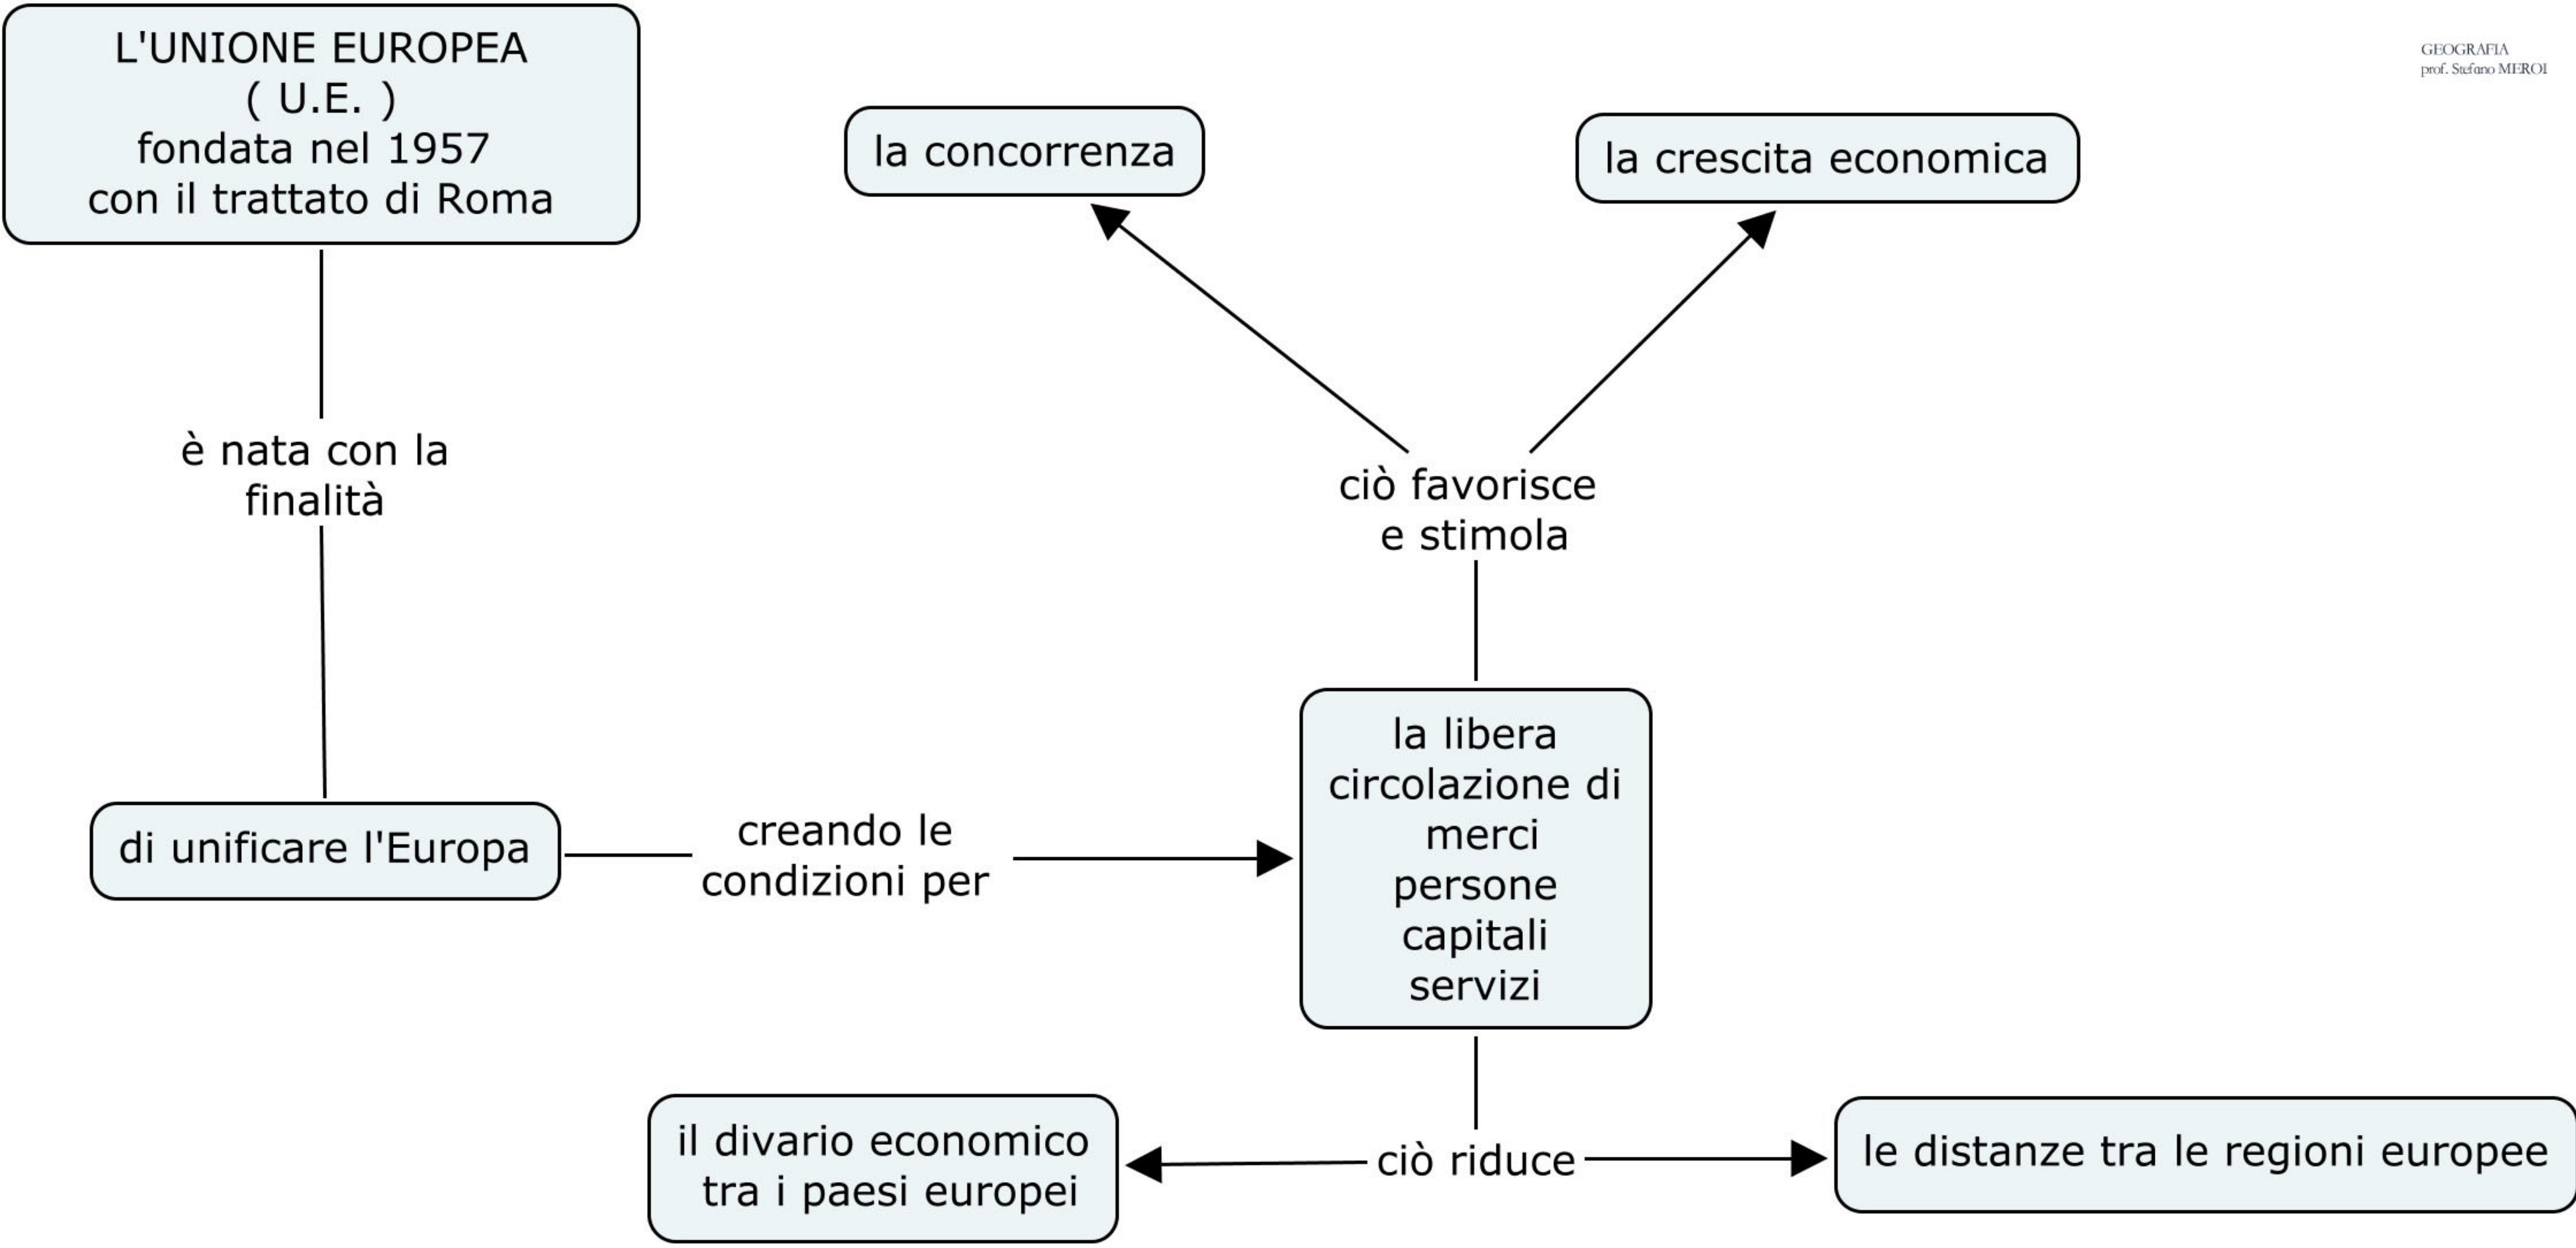 L'UNIONE EUROPEA
( U.E. )
fondata nel 1957
con il trattato di Roma
GEOGRAFIA
prof. Stefano MEROI
la concorrenza
la crescita economica
è nata con la
finalità
ciò favorisce
e stimola
di unificare l'Europa
creando le
condizioni per
la libera
circolazione di
merci
persone
capitali
servizi
il divario economico
tra i paesi europei
ciò riduce
le distanze tra le regioni europee